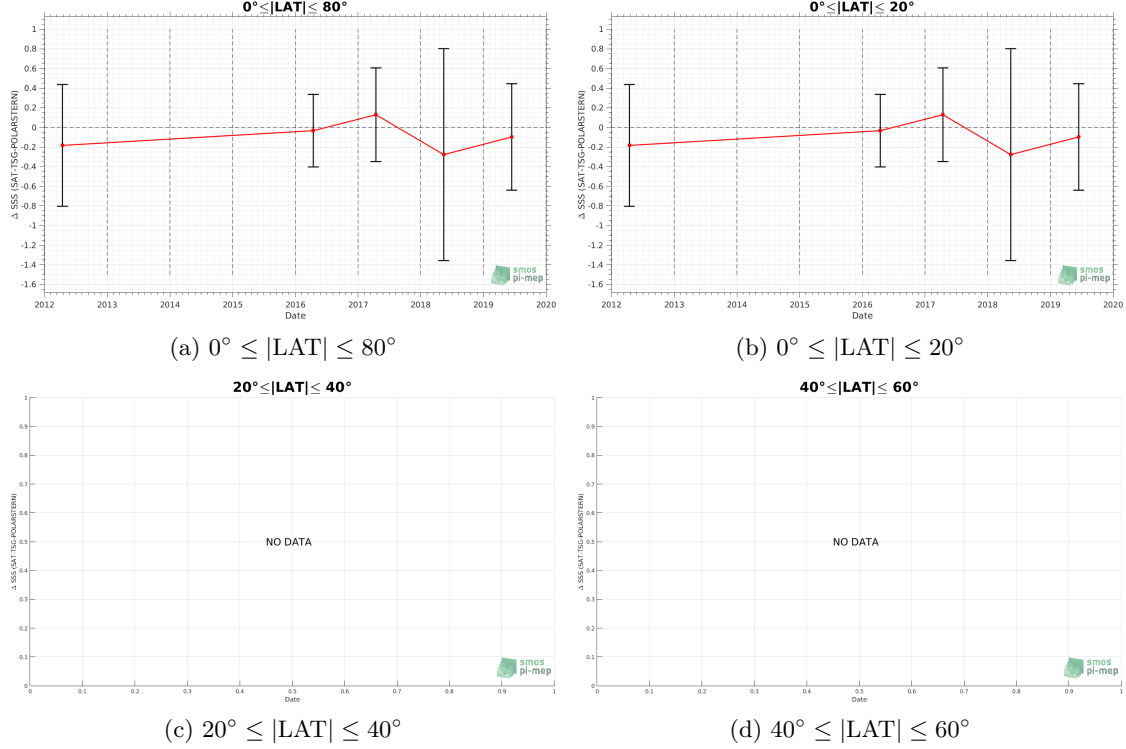 0°≤|LAT|≤ 80°
1
0.8
0.6
0.4
0.2
0
-0.2
-0.4
-0.6
-0.8
-1
-1.2
-1.4
-1.6
Δ SSS (SAT-TSG-POLARSTERN)
2012 2013 2014 2015 2016 2017 2018 2019 2020
Date
smos
pi-mep
(a) 0° ≤ |LAT| ≤ 80°
0°≤|LAT|≤ 20°
1
0.8
0.6
0.4
0.2
0
-0.2
-0.4
-0.6
-0.8
-1
-1.2
-1.4
-1.6
Δ SSS (SAT-TSG-POLARSTERN)
2012 2013 2014 2015 2016 2017 2018 2019 2020
Date
smos
pi-mep
(b) 0° ≤ |LAT| ≤ 20°
20°≤|LAT|≤ 40°
1
0.9
0.8
0.7
0.6
0.5
0.4
0.3
0.2
0.1
0
Δ SSS (SAT-TSG-POLARSTERN)
NO DATA
0 0.1 0.2 0.3 0.4 0.5 0.6 0.7 0.8 0.9 1
Date
smos
pi-mep
(c) 20° ≤ |LAT| ≤ 40°
40°≤|LAT|≤ 60°
1
0.9
0.8
0.7
0.6
0.5
0.4
0.3
0.2
0.1
0
Δ SSS (SAT-TSG-POLARSTERN)
NO DATA
0 0.1 0.2 0.3 0.4 0.5 0.6 0.7 0.8 0.9 1
Date
smos
pi-mep
(d) 40° ≤ |LAT| ≤ 60°